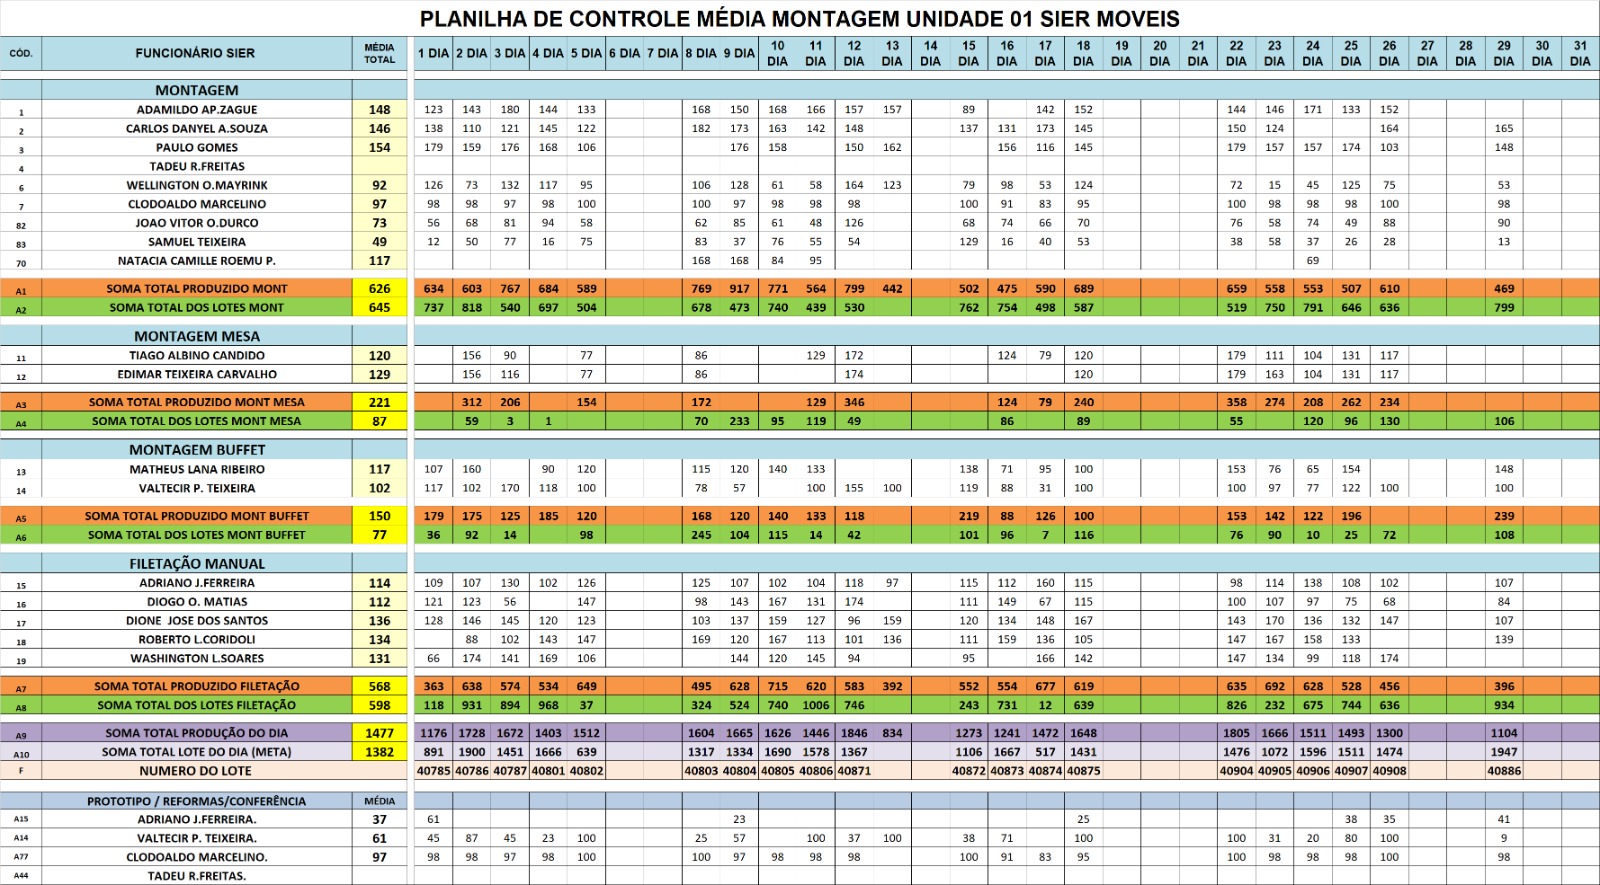 PLANILHA DE CONTROLE MÉDIA MONTAGEM UNIDADE 01 SIER MOVEIS
CÓD. FUNCIONÁRIO SIER MÉDIA TOTAL 1 DIA 2 DIA 3 DIA 4 DIA 5 DIA 6 DIA 7 DIA 8 DIA 9 DIA 10 DIA 11 DIA 12 DIA 13 DIA 14 DIA 15 DIA 16 DIA 17 DIA 18 DIA 19 DIA 20 DIA 21 DIA 22 DIA 23 DIA 24 DIA 25 DIA 26 DIA 27 DIA 28 DIA 29 DIA 30 DIA 31 DIA
MONTAGEM
1 ADAMILDO AP.ZAGUE 148 123 143 180 144 133 168 150 168 166 157 157 89 142 152 144 146 171 133 152
2 CARLOS DANYEL A.SOUZA 146 138 110 121 145 122 182 173 163 142 148 137 131 173 145 150 124 164 165
3 PAULO GOMES 154 179 159 176 168 106 176 158 150 162 156 116 145 179 157 157 174 103 148
4 TADEU R.FREITAS
6 WELLINGTON O.MAYRINK 92 126 73 132 117 95 106 128 61 58 164 123 79 98 53 124 72 15 45 125 75 53
7 CLODOALDO MARCELINO 97 98 98 97 98 100 100 97 98 98 98 100 91 83 95 100 98 98 98 100 98
82 JOAO VITOR O.DURCO 73 56 68 81 94 58 62 85 61 48 126 68 74 66 70 76 58 74 49 88 90
83 SAMUEL TEIXEIRA 49 12 50 77 16 75 83 37 76 55 54 129 16 40 53 38 58 37 26 28 13
70 NATACIA CAMILLE ROEMU P. 117 168 168 84 95 69
A1 SOMA TOTAL PRODUZIDO MONT 626 634 603 767 684 589 769 917 771 564 799 442 502 475 590 689 659 558 553 507 610 469
A2 SOMA TOTAL DOS LOTES MONT 645 737 818 540 697 504 678 473 740 439 530 762 754 498 587 519 750 791 646 636 799
MONTAGEM MESA
11 TIAGO ALBINO CANDIDO 120 156 90 77 86 129 172 124 79 120 179 111 104 131 117
12 EDIMAR TEIXEIRA CARVALHO 129 156 116 77 86 174 120 179 163 104 131 117
A3 SOMA TOTAL PRODUZIDO MONT MESA 221 312 206 154 172 129 346 124 79 240 358 274 208 262 234
A4 SOMA TOTAL DOS LOTES MONT MESA 87 59 3 1 70 233 95 119 49 86 89 55 120 96 130 106
MONTAGEM BUFFET
13 MATHEUS LANA RIBEIRO 117 107 160 90 120 115 120 140 133 138 71 95 100 153 76 65 154 148
14 VALTECIR P. TEIXEIRA 102 117 102 170 118 100 78 57 100 155 100 119 88 31 100 100 97 77 122 100 100
A5 SOMA TOTAL PRODUZIDO MONT BUFFET 150 179 175 125 185 120 168 120 140 133 118 219 88 126 100 153 142 122 196 239
A6 SOMA TOTAL DOS LOTES MONT BUFFET 77 36 92 14 98 245 104 115 14 42 101 96 7 116 76 90 10 25 72 108
FILETAÇÃO MANUAL
15 ADRIANO J.FERREIRA 114 109 107 130 102 126 125 107 102 104 118 97 115 112 160 115 98 114 138 108 102 107
16 DIOGO O. MATIAS 112 121 123 56 147 98 143 167 131 174 111 149 67 115 100 107 97 75 68 84
17 DIONE JOSE DOS SANTOS 136 128 146 145 120 123 103 137 159 127 96 159 120 134 148 167 143 170 136 132 147 107
18 ROBERTO L.CORIDOLI 134 88 102 143 147 169 120 167 113 101 136 111 159 136 105 147 167 158 133 139
19 WASHINGTON L.SOARES 131 66 174 141 169 106 144 120 145 94 95 166 142 147 134 99 118 174
A7 SOMA TOTAL PRODUZIDO FILETAÇÃO 568 363 638 574 534 649 495 628 715 620 583 392 552 554 677 619 635 692 628 528 456 396
A8 SOMA TOTAL DOS LOTES FILETAÇÃO 598 118 931 894 968 37 324 524 740 1006 746 243 731 12 639 826 232 675 744 636 934
A9 SOMA TOTAL PRODUÇÃO DO DIA 1477 1176 1728 1672 1403 1512 1604 1665 1626 1446 1846 834 1273 1241 1472 1648 1805 1666 1511 1493 1300 1104
A10 SOMA TOTAL LOTE DO DIA (META) 1382 891 1900 1451 1666 639 1317 1334 1690 1578 1367 1106 1667 517 1431 1476 1072 1596 1511 1474 1947
F NUMERO DO LOTE 40785 40786 40787 40801 40802 40803 40804 40805 40806 40871 40872 40873 40874 40875 40904 40905 40906 40907 40908 40886
PROTOTIPO / REFORMAS/CONFERÊNCIA MÉDIA
A15 ADRIANO J.FERREIRA. 37 61 23 25 38 35 41
A14 VALTECIR P. TEIXEIRA. 61 45 87 45 23 100 25 57 100 37 100 38 71 100 100 31 20 80 100 9
A77 CLODOALDO MARCELINO. 97 98 98 97 98 100 100 97 98 98 98 100 91 83 95 100 98 98 98 100 98
A44 TADEU R.FREITAS.